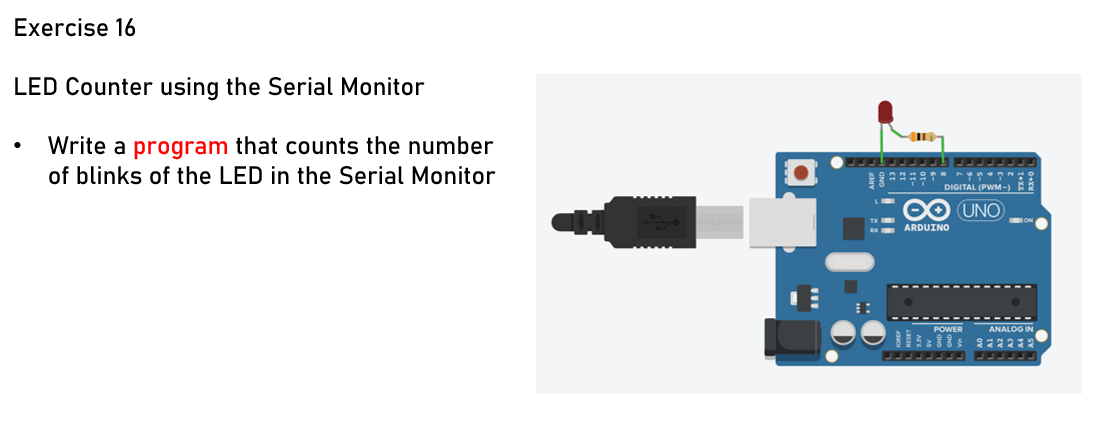 Exercise 16
LED Counter using the Serial Monitor
• Write a program that counts the number
of blinks of the LED in the Serial Monitor
AREF
GND
13
12
~11
~10
~9
8
7
~6
~5
4
~3
2
TX→1
RX←0
DIGITAL (PWM~)
L
TX
RX
UNO
ON
ARDUINO
POWER
ANALOG IN
IOREF
RESET
3.3V
5V
GND
GND
Vin
A0
A1
A2
A3
A4
A5